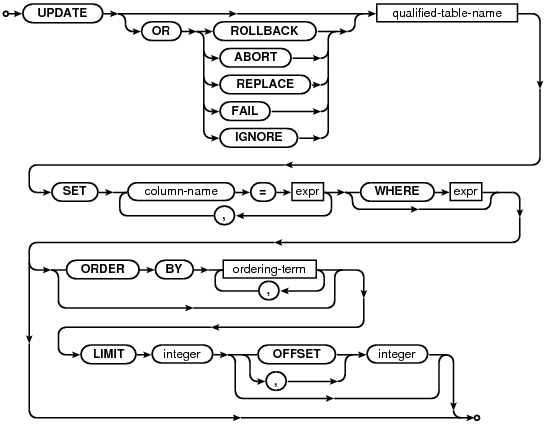 UPDATE qualified-table-name
OR ROLLBACK
ABORT
REPLACE
FAIL
IGNORE
SET column-name = expr WHERE expr
,
ORDER BY ordering-term
,
LIMIT integer OFFSET integer
,